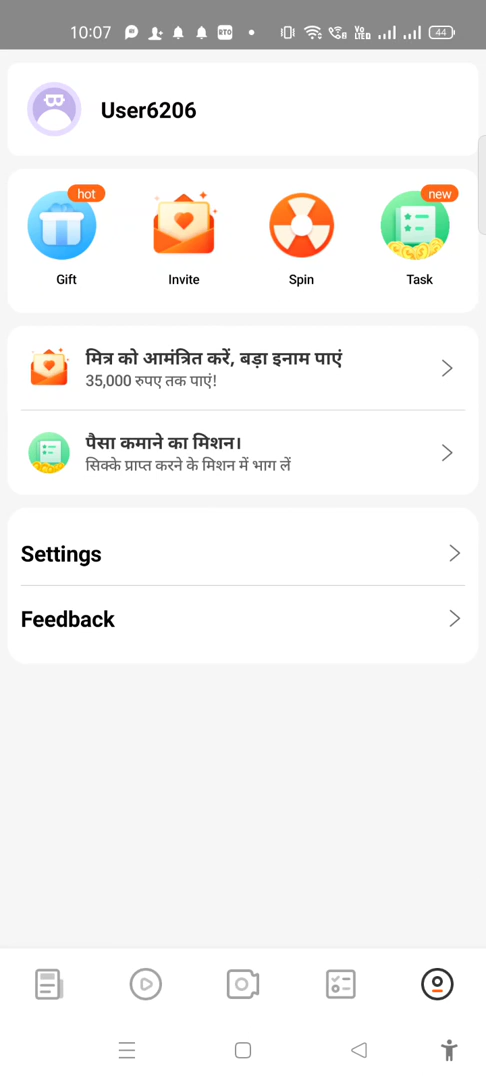 10:07
44
User6206
hot
new
Gift
Invite
Spin
Task
मित्र को आमंत्रित करें, बड़ा इनाम पाएं
35,000 रुपए तक पाएं!
पैसा कमाने का मिशन।
सिक्के प्राप्त करने के मिशन में भाग लें
Settings
Feedback